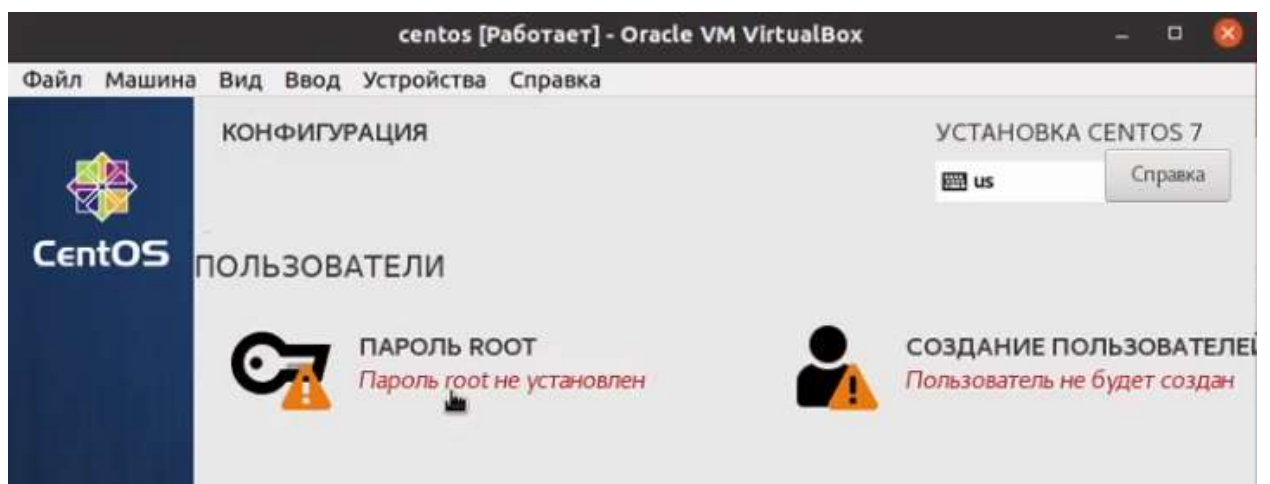 centos [Работает] - Oracle VM VirtualBox
Файл Машина Вид Ввод Устройства Справка
КОНФИГУРАЦИЯ
УСТАНОВКА CENTOS 7
us
Справка
CentOS
ПОЛЬЗОВАТЕЛИ
ПАРОЛЬ ROOT
Пароль root не установлен
СОЗДАНИЕ ПОЛЬЗОВАТЕЛЕЙ
Пользователь не будет создан